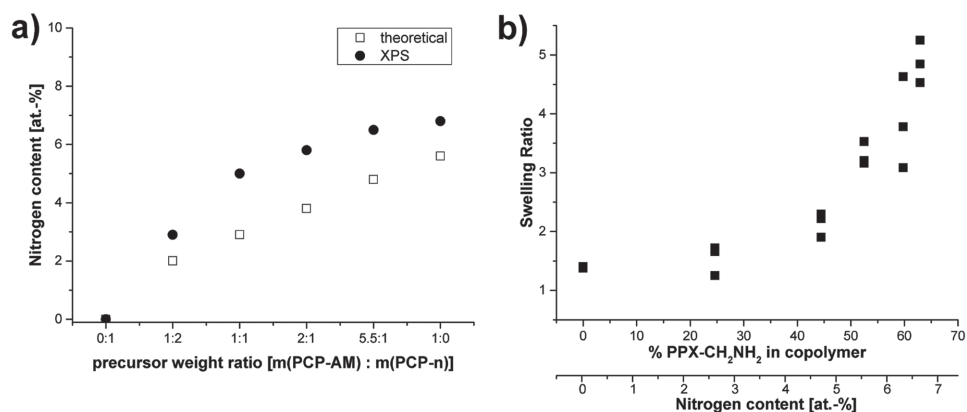 a)
theoretical
XPS
Nitrogen content [at.-%]
10
8
6
4
2
0
0:1 1:2 1:1 2:1 5.5:1 1:0
precursor weight ratio [m(PCP-AM) : m(PCP-n)]
b)
Swelling Ratio
5
4
3
2
1
0 10 20 30 40 50 60 70
% PPX-CH₂NH₂ in copolymer
0 1 2 3 4 5 6 7
Nitrogen content [at.-%]